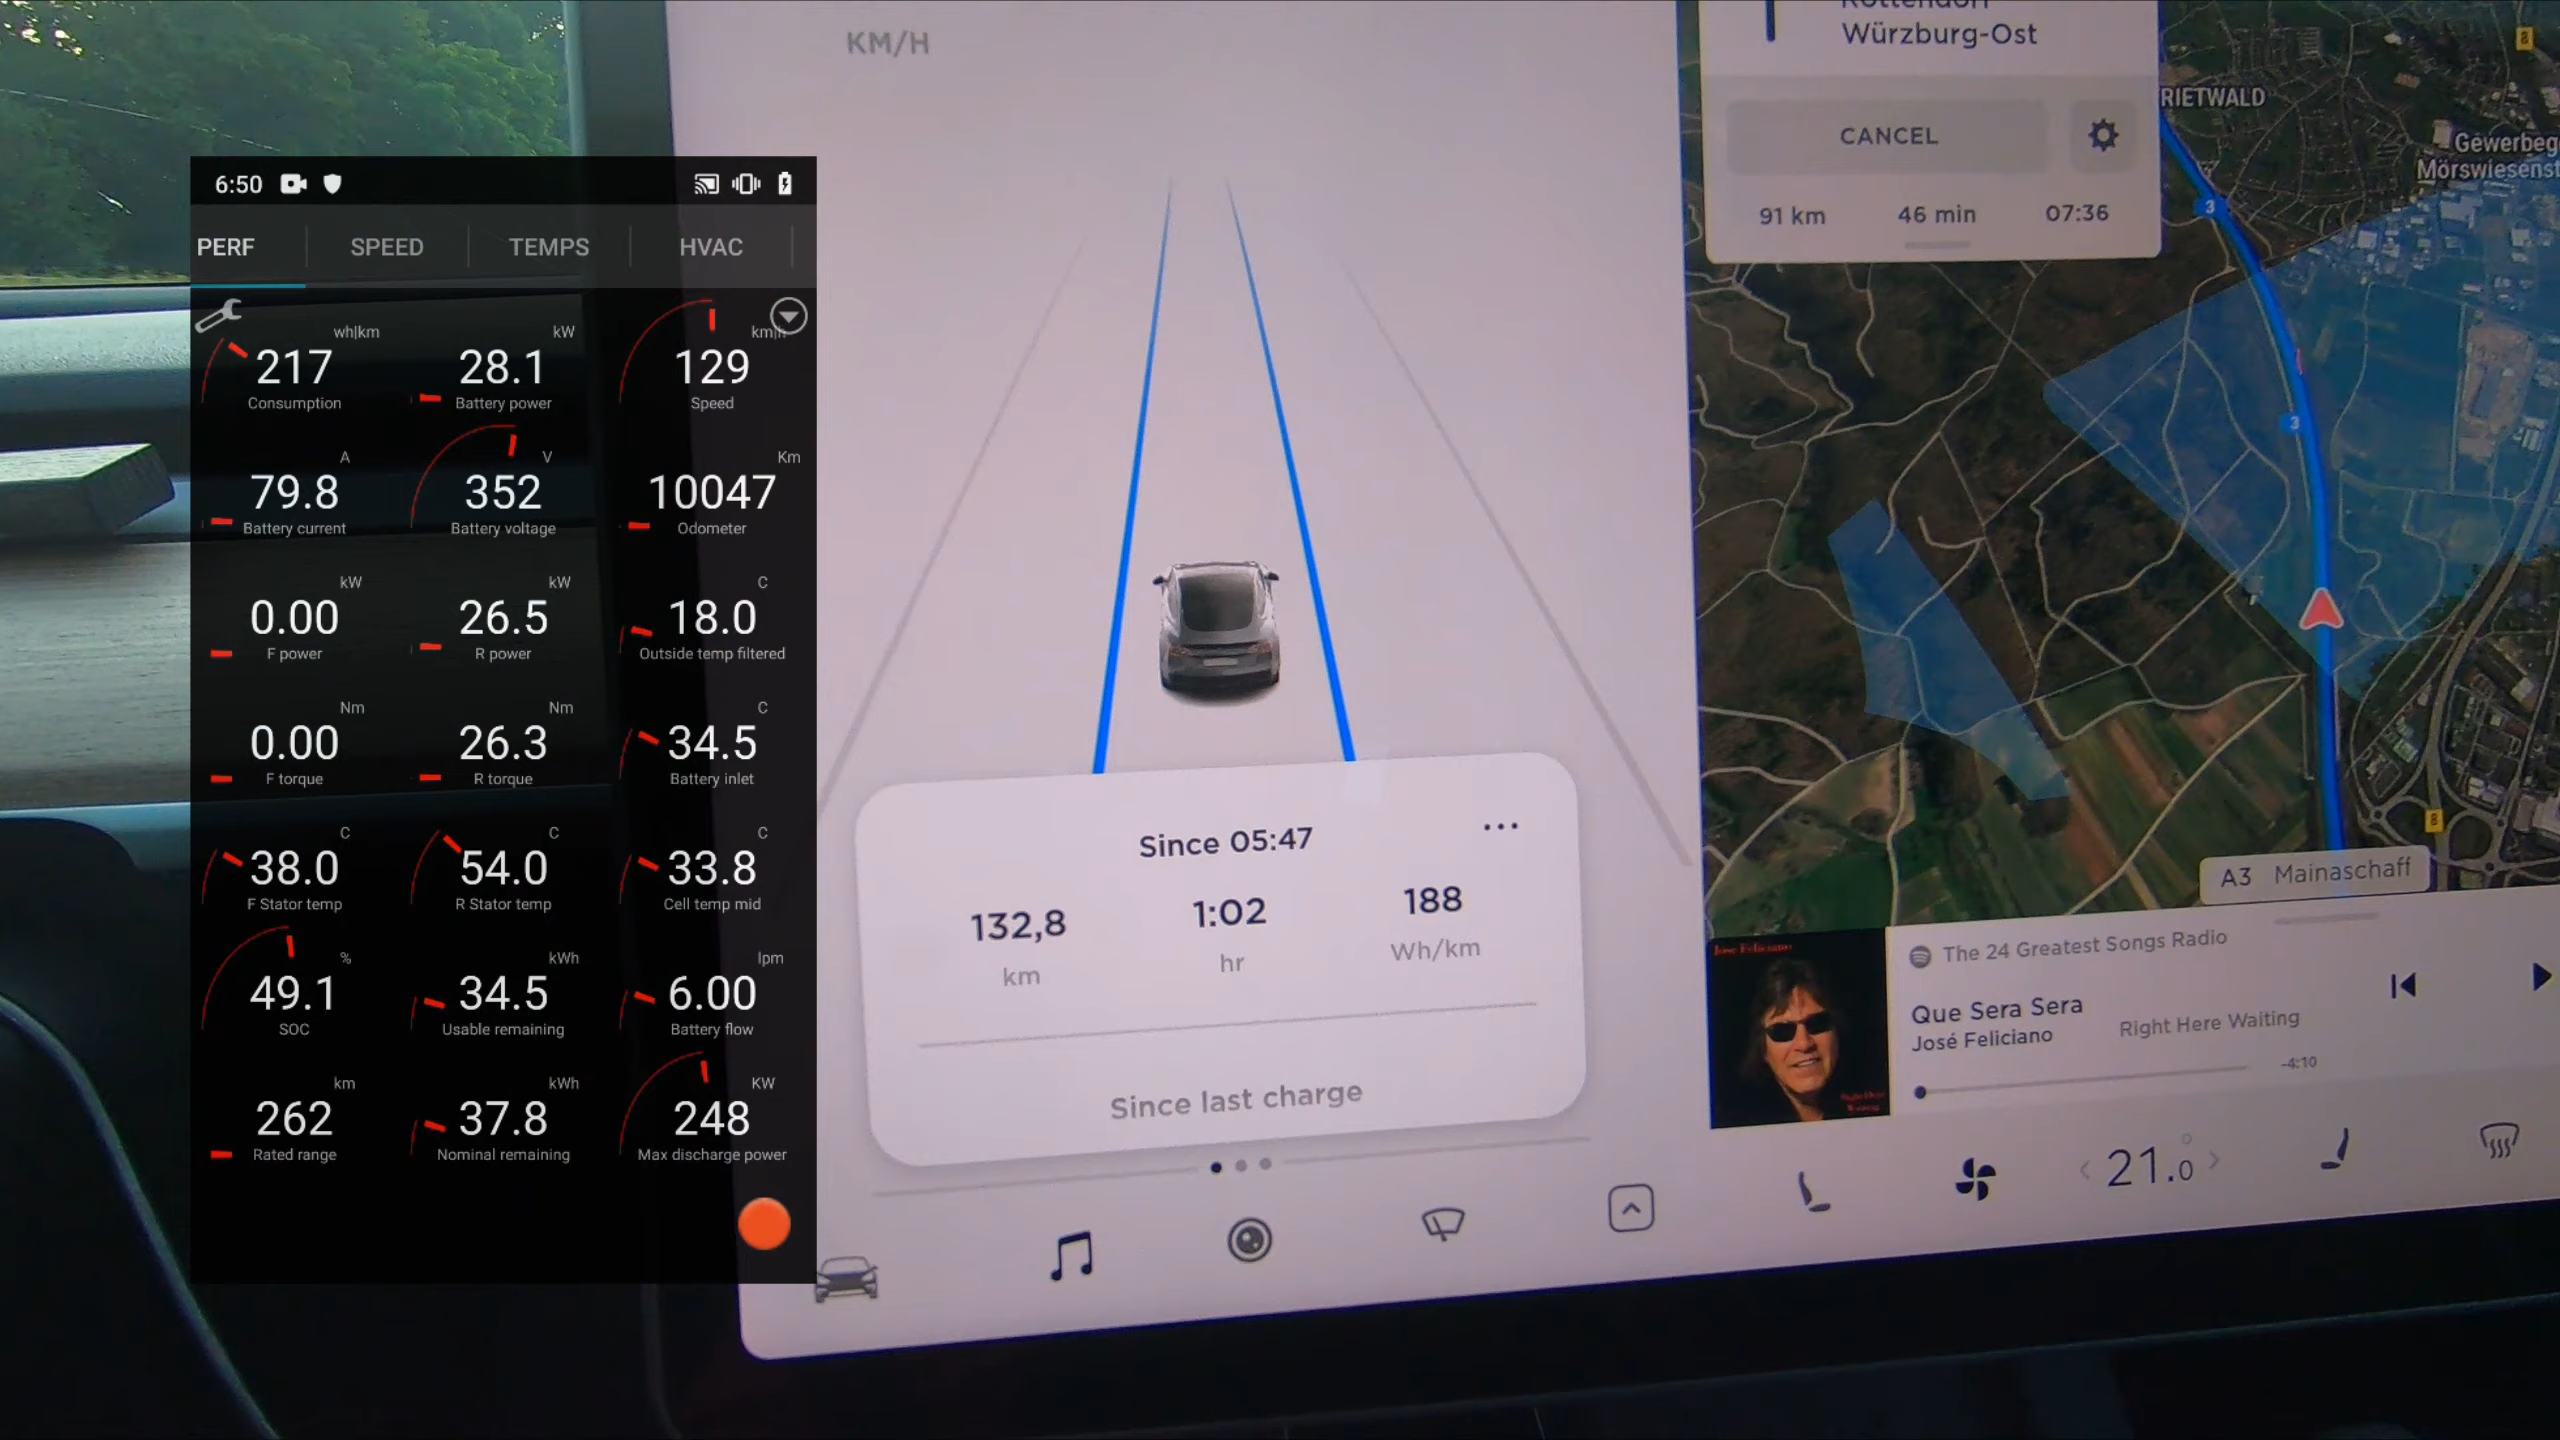 6:50
PERF
SPEED
TEMPS
HVAC
wh|km
217
Consumption
kW
28.1
Battery power
km/h
129
Speed
A
79.8
Battery current
V
352
Battery voltage
Km
10047
Odometer
kW
0.00
F power
kW
26.5
R power
C
18.0
Outside temp filtered
Nm
0.00
F torque
Nm
26.3
R torque
C
34.5
Battery inlet
C
38.0
F Stator temp
C
54.0
R Stator temp
C
33.8
Cell temp mid
%
49.1
SOC
kWh
34.5
Usable remaining
lpm
6.00
Battery flow
km
262
Rated range
kWh
37.8
Nominal remaining
KW
248
Max discharge power
KM/H
Since 05:47
132,8
km
1:02
hr
188
Wh/km
Since last charge
Rottendorf
Würzburg-Ost
CANCEL
91 km
46 min
07:36
8
Gewerbeg
Mörswiesenst
3
3
8
A3 Mainaschaff
José Feliciano
The 24 Greatest Songs Radio
Que Sera Sera
José Feliciano
Right Here Waiting
-4:10
21.0